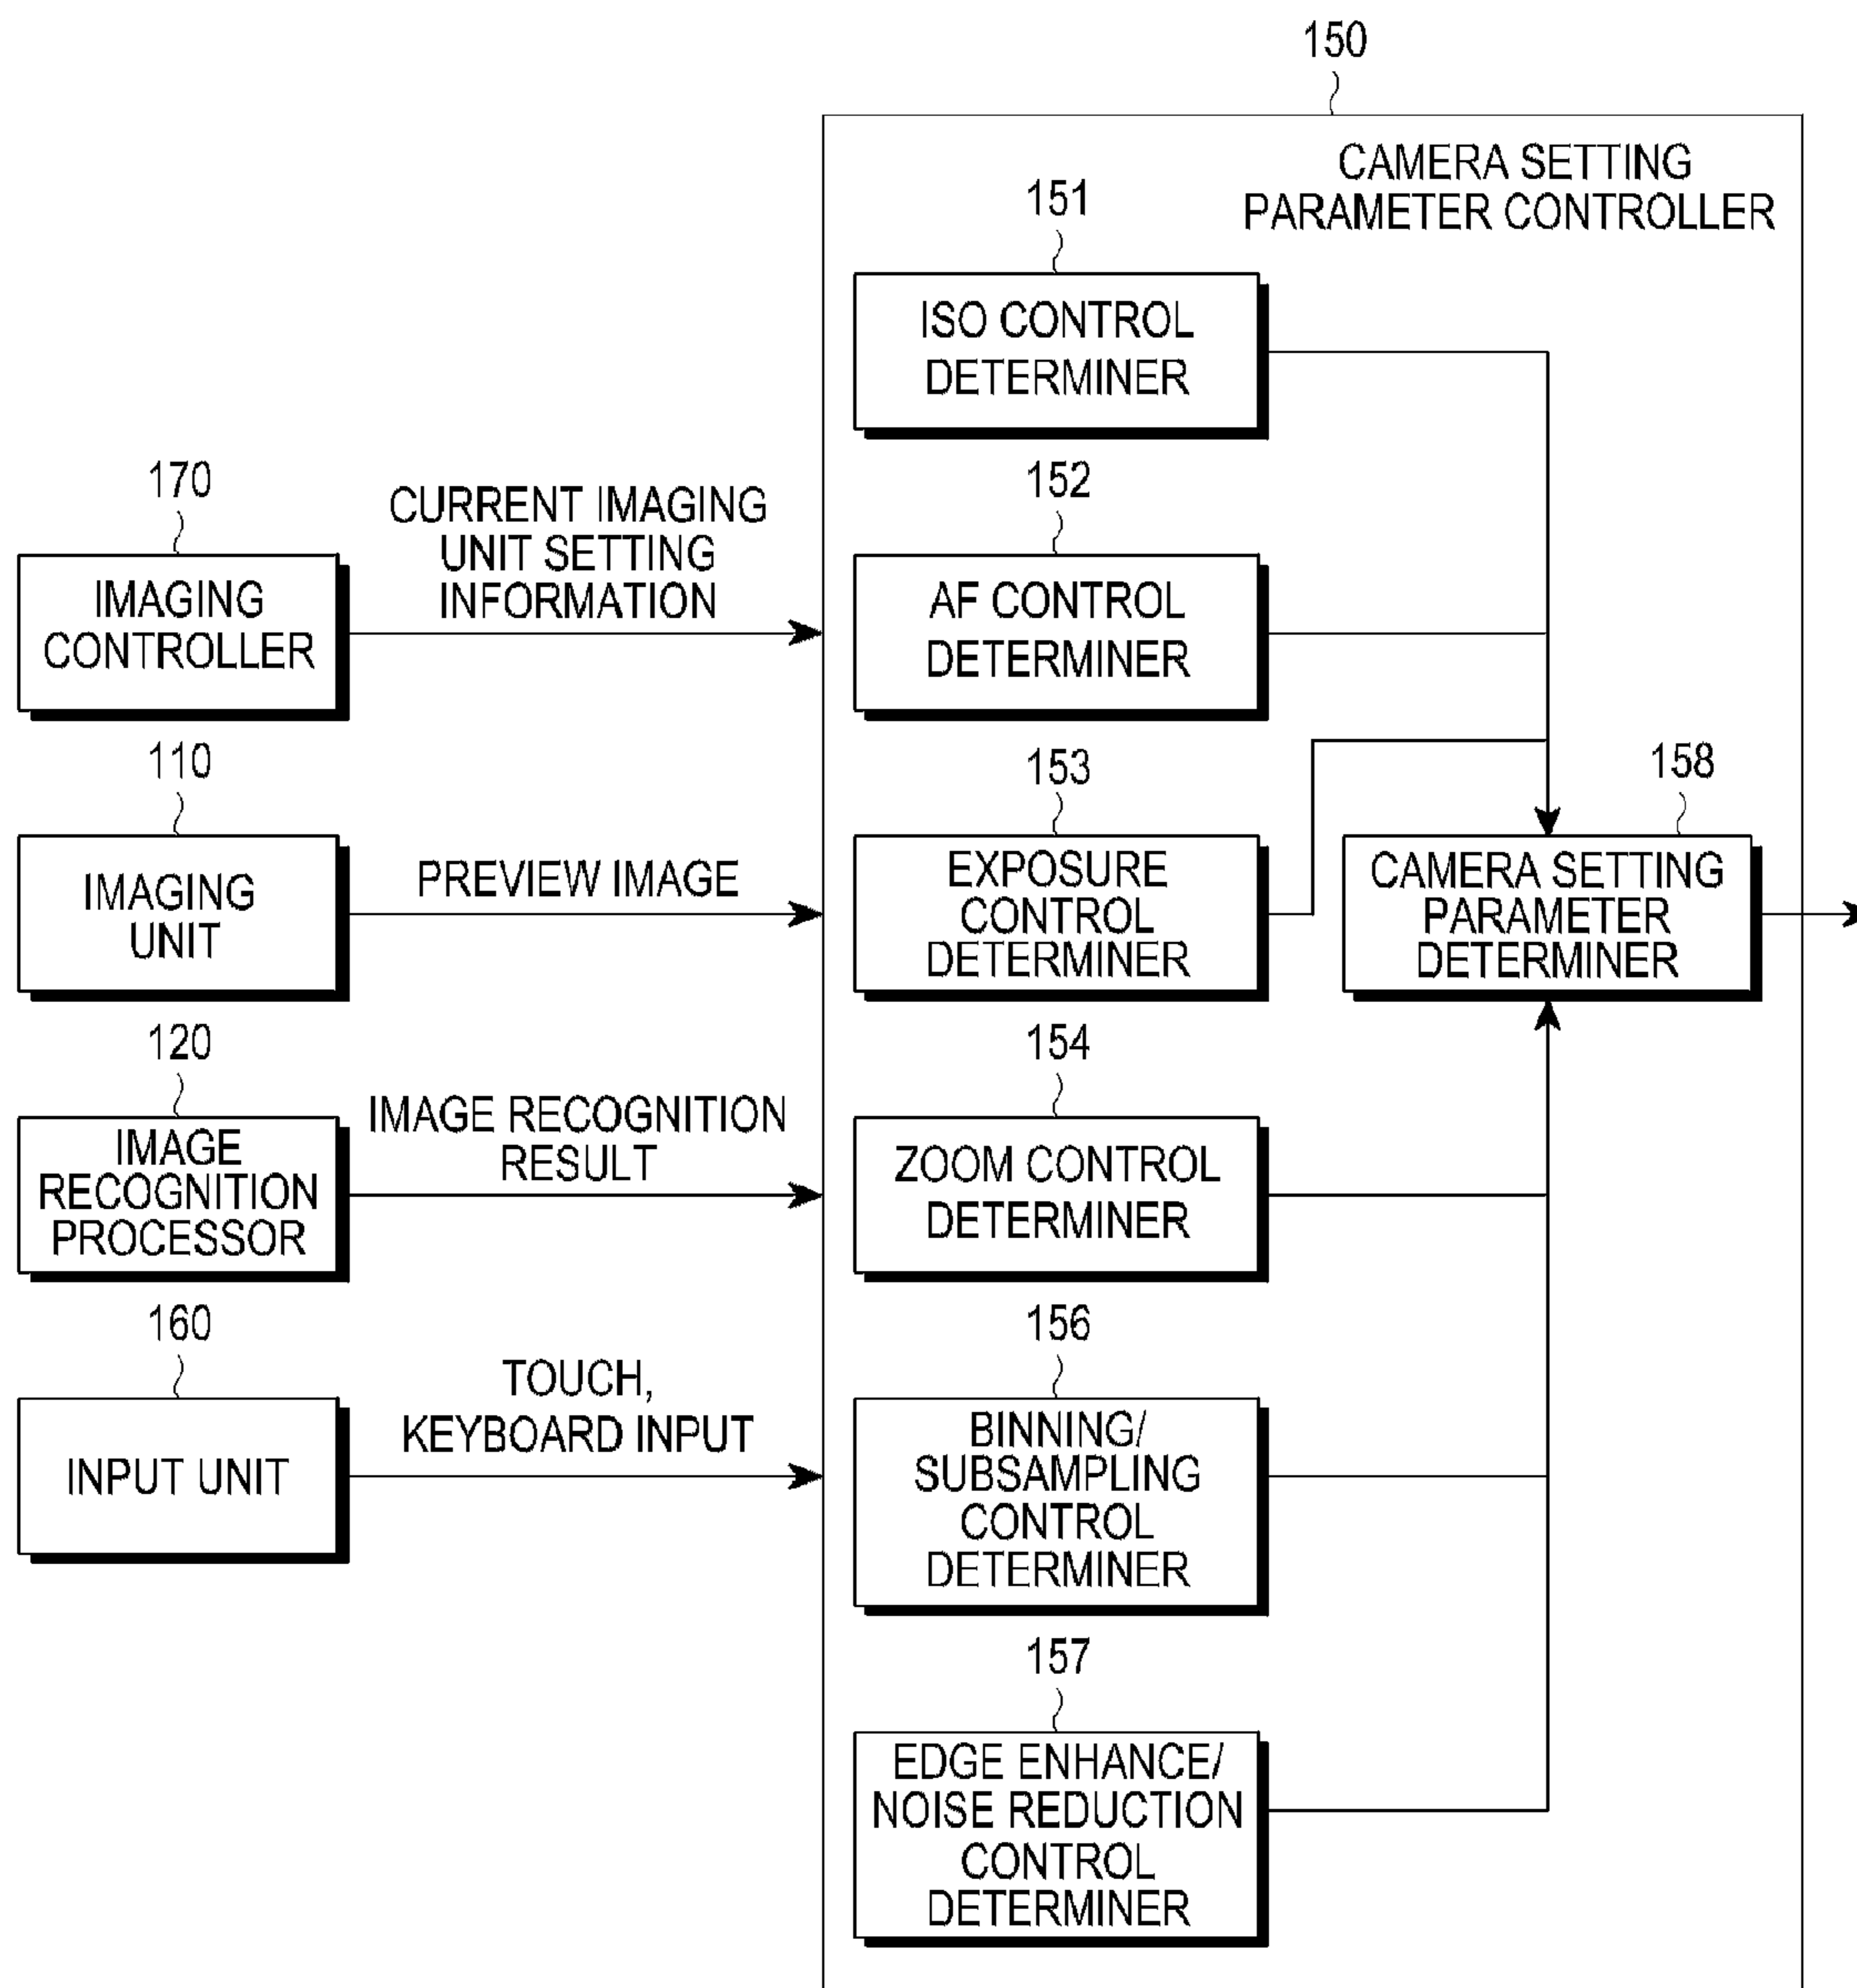 150
CAMERA SETTING
PARAMETER CONTROLLER
151
ISO CONTROL
DETERMINER
170
IMAGING
CONTROLLER
CURRENT IMAGING
UNIT SETTING
INFORMATION
152
AF CONTROL
DETERMINER
110
IMAGING
UNIT
PREVIEW IMAGE
153
EXPOSURE
CONTROL
DETERMINER
158
CAMERA SETTING
PARAMETER
DETERMINER
120
IMAGE
RECOGNITION
PROCESSOR
IMAGE RECOGNITION
RESULT
154
ZOOM CONTROL
DETERMINER
160
INPUT UNIT
TOUCH,
KEYBOARD INPUT
156
BINNING/
SUBSAMPLING
CONTROL
DETERMINER
157
EDGE ENHANCE/
NOISE REDUCTION
CONTROL
DETERMINER